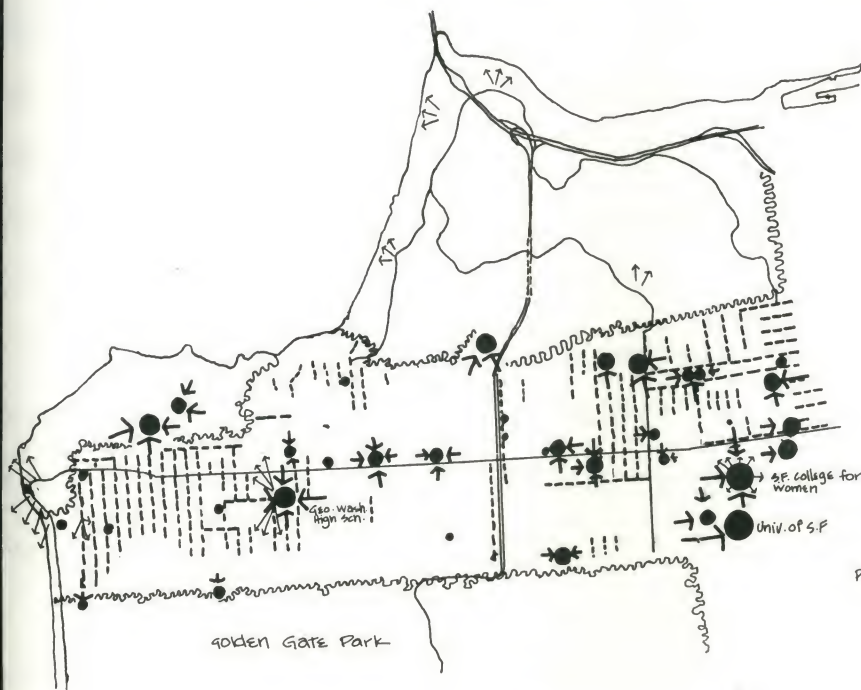 Geo. Wash
High Sch.
S.F. College for
Women
Univ. of S.F
Golden Gate Park
P